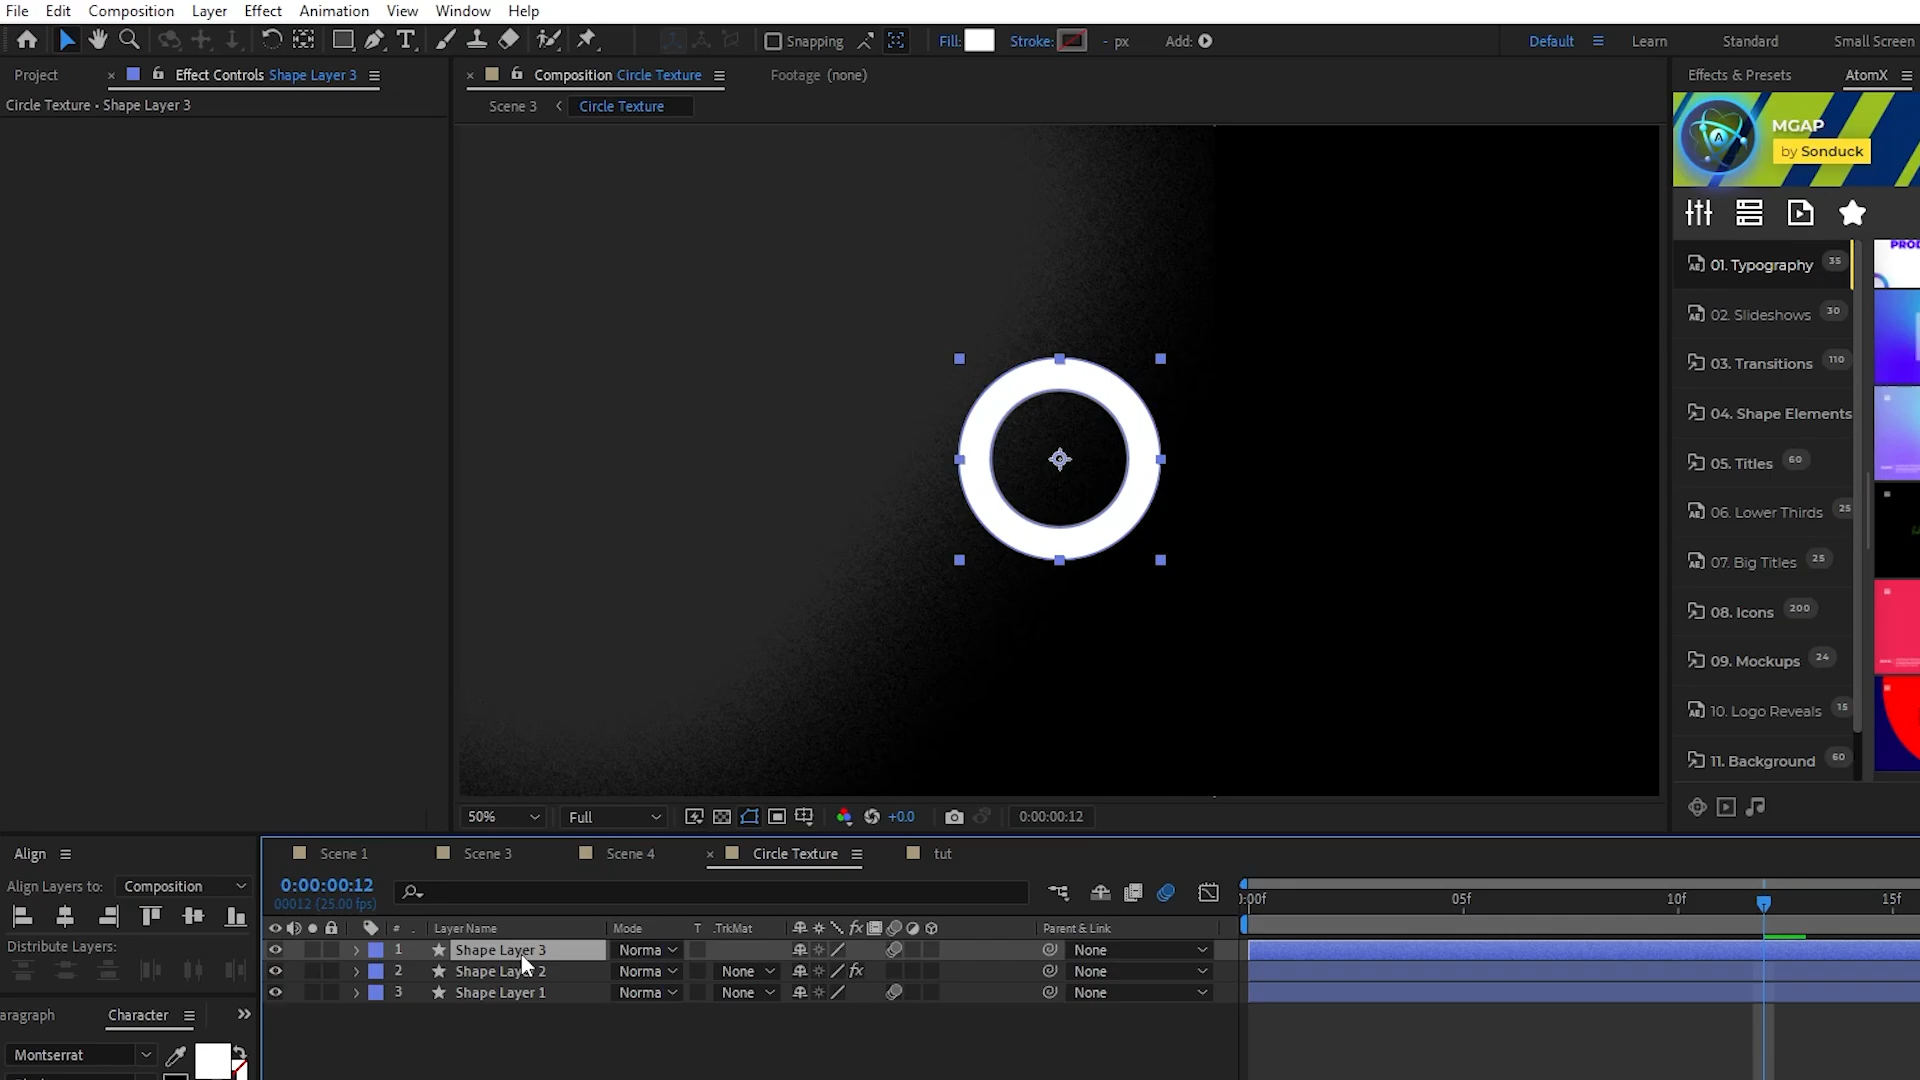 File Edit Composition Layer Effect Animation View Window Help
Snapping Fill: Stroke: - px Add: Default Learn Standard Small Screen
Project Effect Controls Shape Layer 3 Composition Circle Texture Footage (none) Effects & Presets AtomX
Circle Texture • Shape Layer 3
Scene 3 Circle Texture
MGAP
by Sonduck
01. Typography 35
02. Slideshows 30
03. Transitions 110
04. Shape Elements
05. Titles 60
06. Lower Thirds 25
07. Big Titles 25
08. Icons 200
09. Mockups 24
10. Logo Reveals 15
11. Background 60
50% Full +0.0 0:00:00:12
Align Scene 1 Scene 3 Scene 4 Circle Texture tut
Align Layers to: Composition
0:00:00:12
00012 (25.00 fps)
:00f 05f 10f 15f
# Layer Name Mode T .TrkMat fx Parent & Link
Distribute Layers:
1 Shape Layer 3 Norma None
2 Shape Layer 2 Norma None fx None
3 Shape Layer 1 Norma None None
aragraph Character
Montserrat